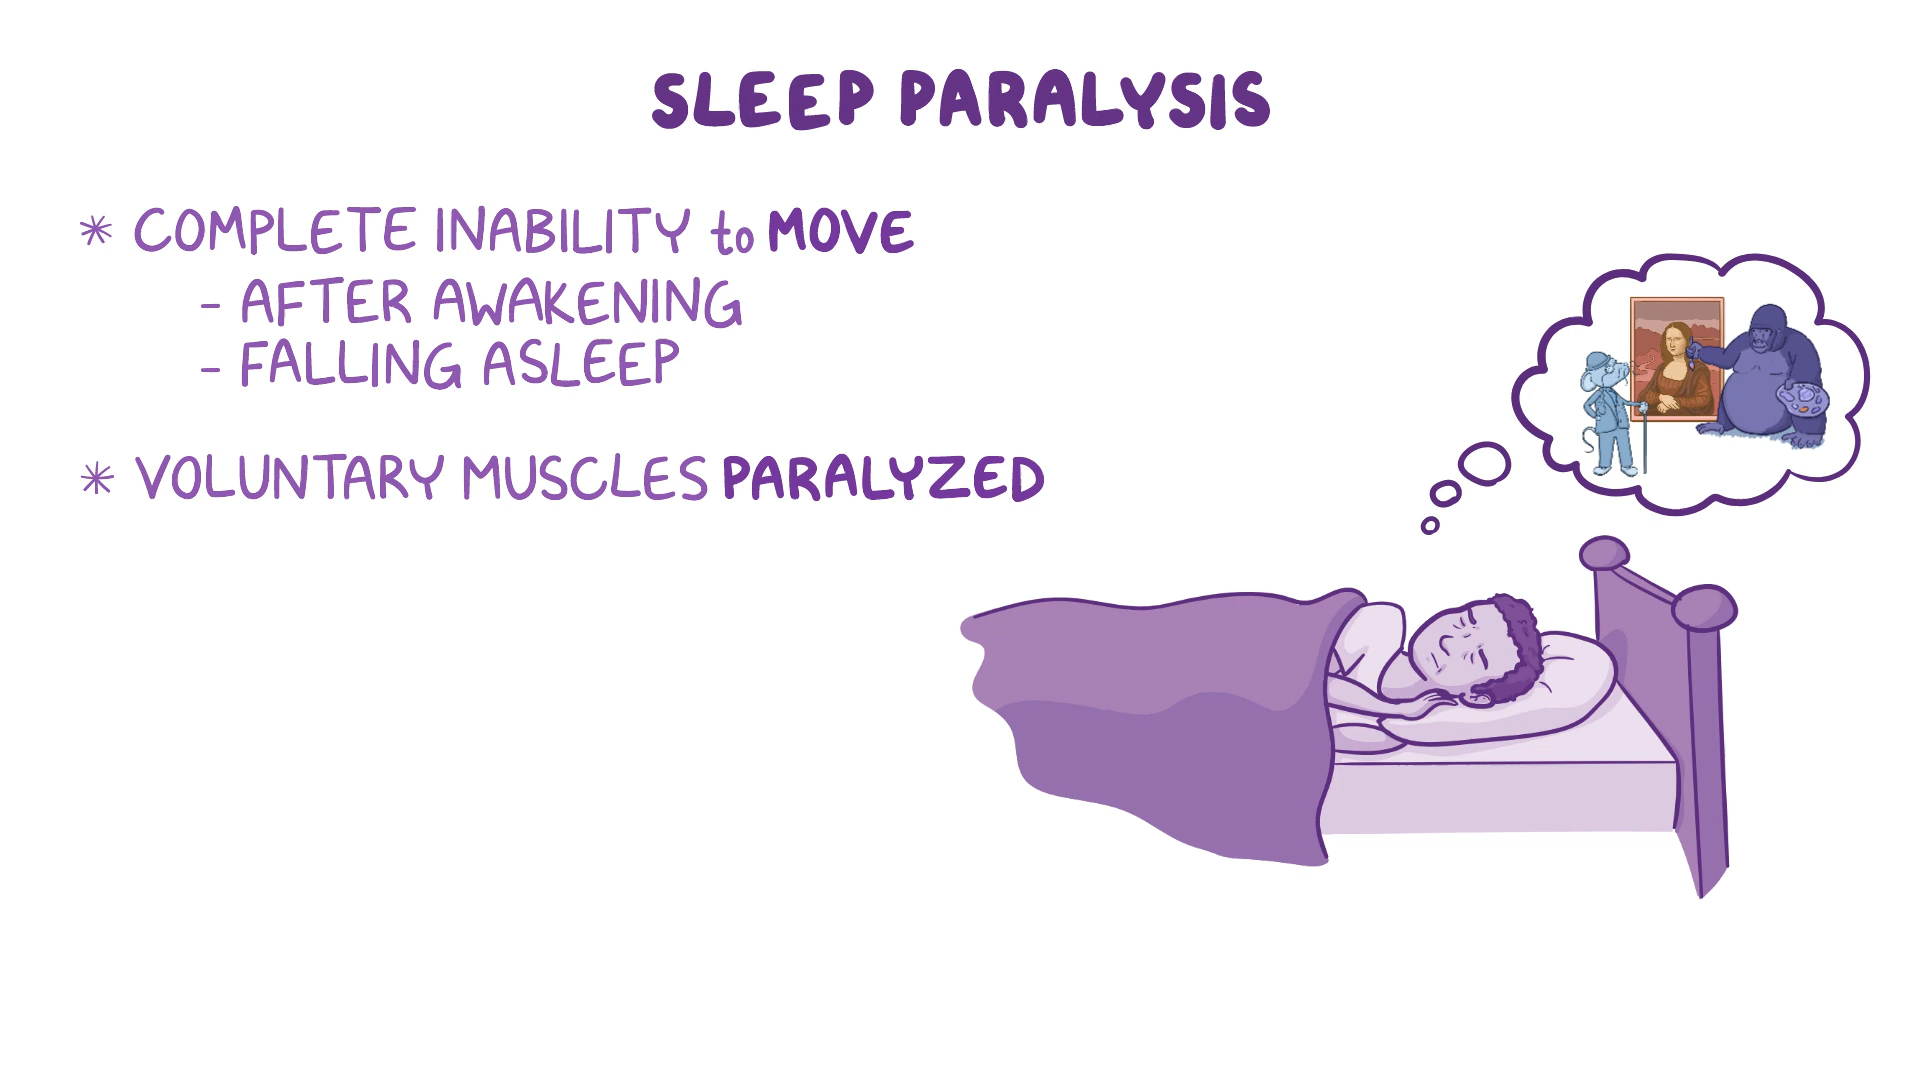 SLEEP PARALYSIS
* COMPLETE INABILITY to MOVE
- AFTER AWAKENING
- FALLING ASLEEP
* VOLUNTARY MUSCLES PARALYZED